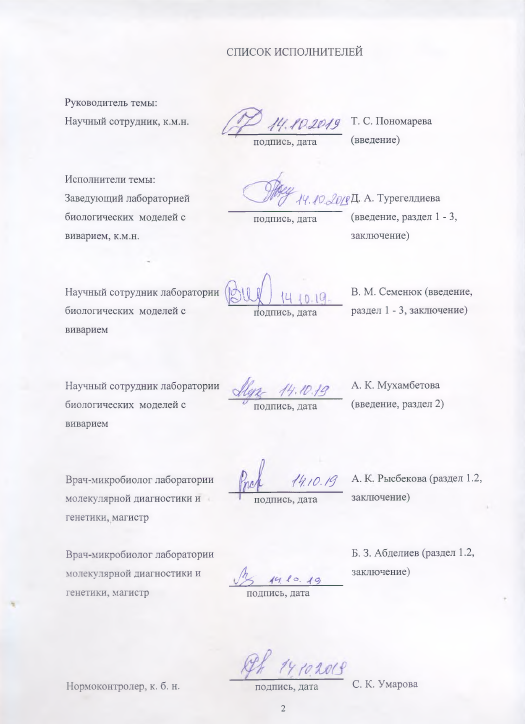 СПИСОК ИСПОЛНИТЕЛЕЙ
Руководитель темы:
Научный сотрудник, к.м.н. 14.10.2019 Т. С. Пономарева
подпись, дата (введение)
Исполнители темы:
Заведующий лабораторией 14.10.2019 Д. А. Турегелдиева
биологических моделей с подпись, дата (введение, раздел 1 - 3,
виварием, к.м.н. заключение)
Научный сотрудник лаборатории 14.10.19. В. М. Семенюк (введение,
биологических моделей с подпись, дата раздел 1 - 3, заключение)
виварием
Научный сотрудник лаборатории 14.10.19 А. К. Мухамбетова
биологических моделей с подпись, дата (введение, раздел 2)
виварием
Врач-микробиолог лаборатории 14.10.19 А. К. Рысбекова (раздел 1.2,
молекулярной диагностики и подпись, дата заключение)
генетики, магистр
Врач-микробиолог лаборатории Б. З. Абделиев (раздел 1.2,
молекулярной диагностики и 14.10.19 заключение)
генетики, магистр подпись, дата
14.10.2019
Нормоконтролер, к. б. н. подпись, дата С. К. Умарова
2